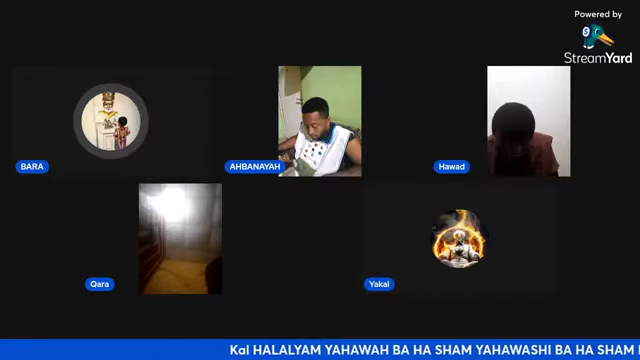 Powered by
StreamYard
BARA
AHBANAYAH
Hawad
Qara
Yakal
Kal HALALYAM YAHAWAH BA HA SHAM YAHAWASHI BA HA SHAM